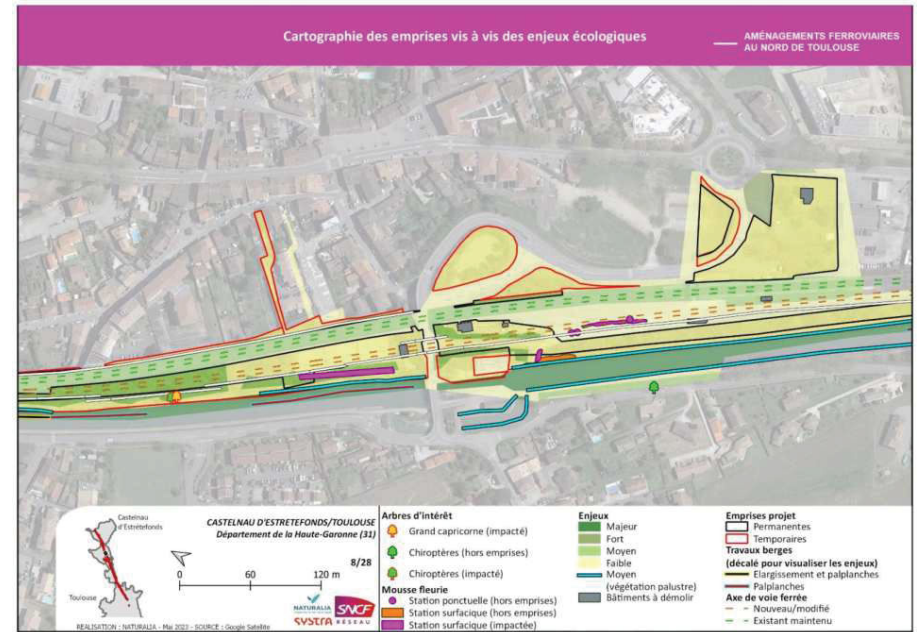 Cartographie des emprises vis à vis des enjeux écologiques
AMÉNAGEMENTS FERROVIAIRES
AU NORD DE TOULOUSE
Castelnau
d'Estrétefonds
Toulouse
CASTELNAU D'ESTRETEFONDS/TOULOUSE
Département de la Haute-Garonne (31)
8/28
0 60 120 m
NATURALIA
SYSTRA
SNCF
RÉSEAU
REALISATION : NATURALIA - Mai 2023 - SOURCE : Google Satellite
Arbres d'intérêt
Grand capricorne (impacté)
Chiroptères (hors emprises)
Chiroptères (impacté)
Mousse fleurie
Station ponctuelle (hors emprises)
Station surfacique (hors emprises)
Station surfacique (impactée)
Enjeux
Majeur
Fort
Moyen
Faible
Moyen
(végétation palustre)
Bâtiments à démolir
Emprises projet
Permanentes
Temporaires
Travaux berges
(décalé pour visualiser les enjeux)
Elargissement et palplanches
Palplanches
Axe de voie ferrée
Nouveau/modifié
Existant maintenu